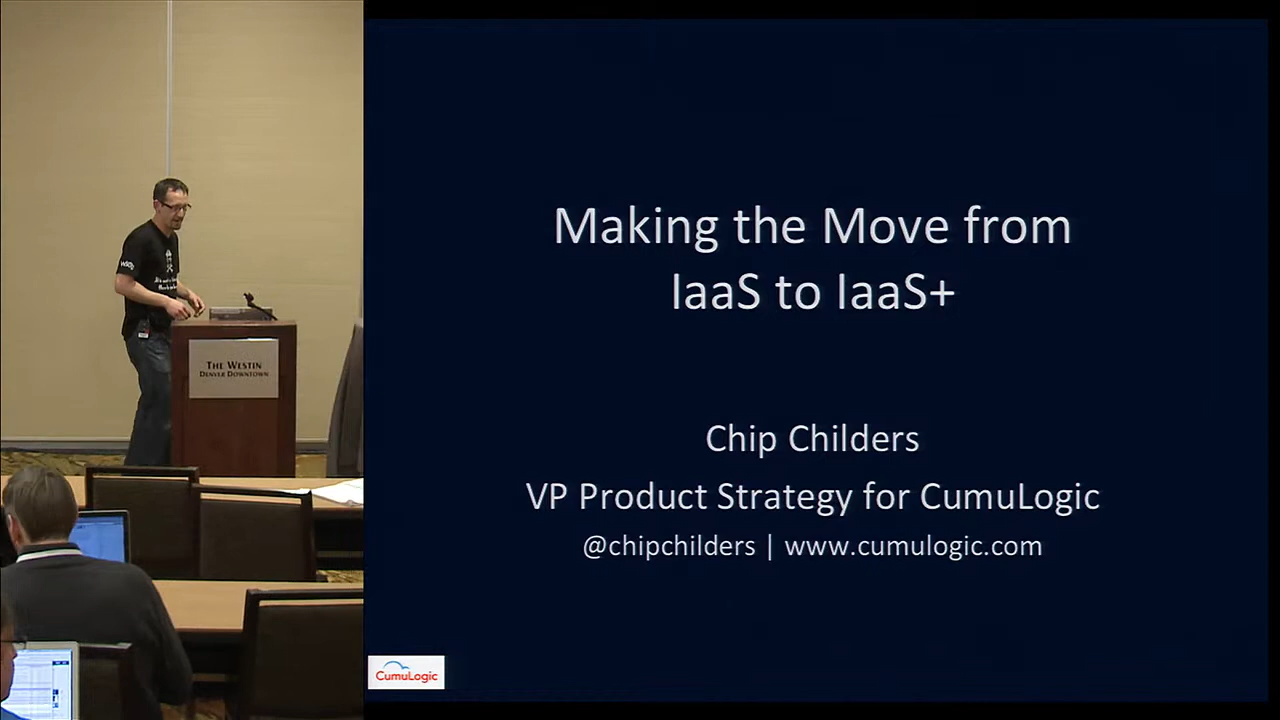 THE WESTIN
DENVER DOWNTOWN
Making the Move from
IaaS to IaaS+
Chip Childers
VP Product Strategy for CumuLogic
@chipchilders | www.cumulogic.com
CumuLogic